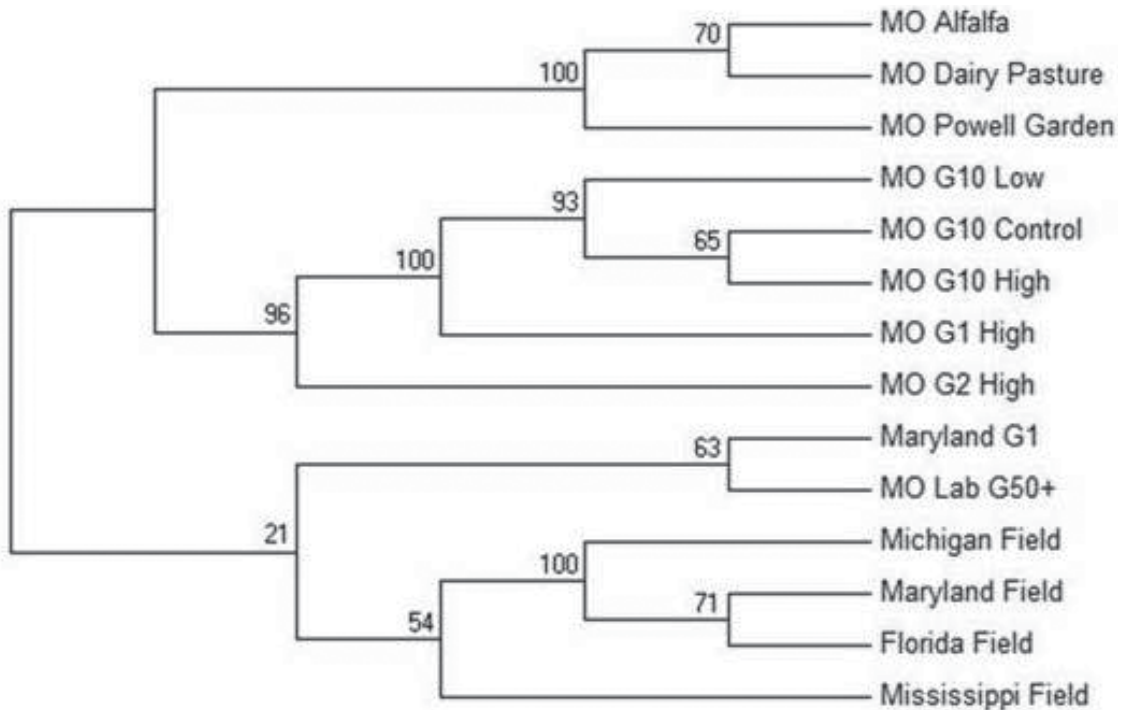 MO Alfalfa
70
MO Dairy Pasture
100
MO Powell Garden
MO G10 Low
93
MO G10 Control
65
100
MO G10 High
96
MO G1 High
MO G2 High
Maryland G1
63
MO Lab G50+
21
Michigan Field
100
Maryland Field
71
54
Florida Field
Mississippi Field